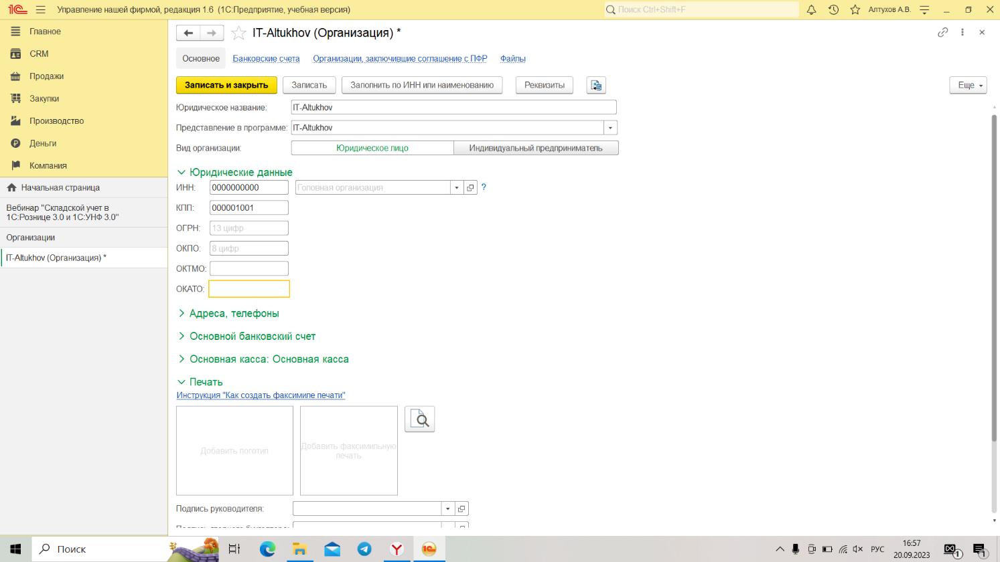 Управление нашей фирмой, редакция 1.6 (1С:Предприятие, учебная версия)
Поиск Ctrl+Shift+F
Алтухов А.В.
Главное
CRM
Продажи
Закупки
Производство
Деньги
Компания
Начальная страница
Вебинар "Складской учет в
1С:Рознице 3.0 и 1С:УНФ 3.0"
Организации
IT-Altukhov (Организация) *
IT-Altukhov (Организация) *
Основное Банковские счета Организации, заключившие соглашение с ПФР Файлы
Записать и закрыть Записать Заполнить по ИНН или наименованию Реквизиты Еще
Юридическое название: IT-Altukhov
Представление в программе: IT-Altukhov
Вид организации: Юридическое лицо Индивидуальный предприниматель
Юридические данные
ИНН: 0000000000 Головная организация ?
КПП: 000001001
ОГРН: 13 цифр
ОКПО: 8 цифр
ОКТМО:
ОКАТО:
Адреса, телефоны
Основной банковский счет
Основная касса: Основная касса
Печать
Инструкция "Как создать факсимиле печати"
Добавить логотип
Добавить факсимильную
печать
Подпись руководителя:
Поиск
РУС
16:57
20.09.2023
1
1